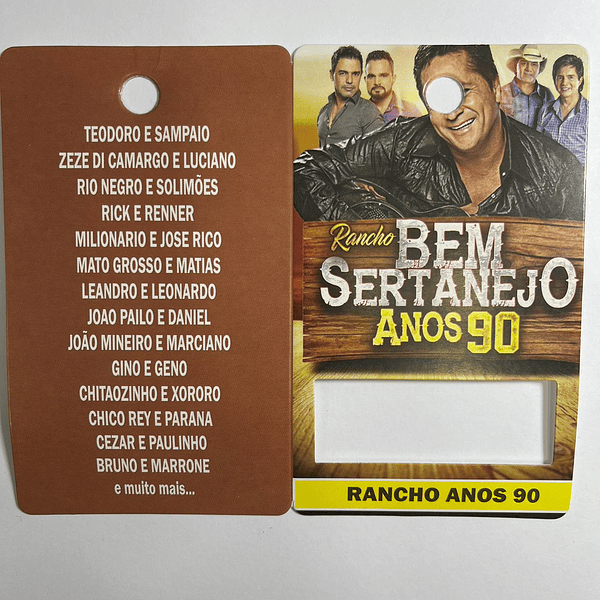 TEODORO E SAMPAIO
ZEZE DI CAMARGO E LUCIANO
RIO NEGRO E SOLIMÕES
RICK E RENNER
MILIONARIO E JOSE RICO
MATO GROSSO E MATIAS
LEANDRO E LEONARDO
JOAO PAILO E DANIEL
JOÃO MINEIRO E MARCIANO
GINO E GENO
CHITAOZINHO E XORORO
CHICO REY E PARANA
CEZAR E PAULINHO
BRUNO E MARRONE
e muito mais...
Rancho BEM
SERTANEJO
ANOS 90
RANCHO ANOS 90